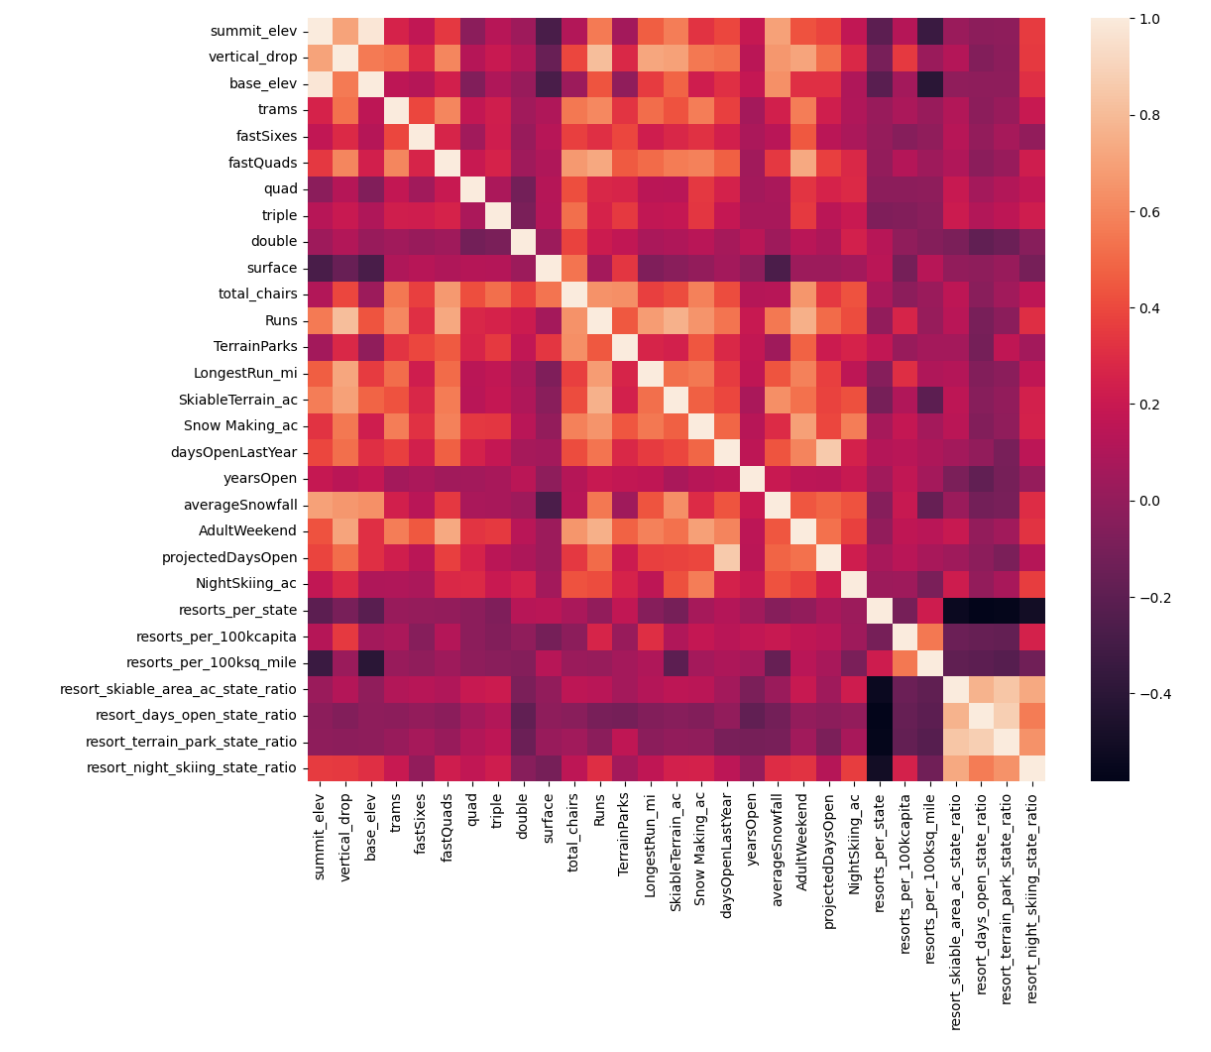 summit_elev
vertical_drop
base_elev
trams
fastSixes
fastQuads
quad
triple
double
surface
total_chairs
Runs
TerrainParks
LongestRun_mi
SkiableTerrain_ac
Snow Making_ac
daysOpenLastYear
yearsOpen
averageSnowfall
AdultWeekend
projectedDaysOpen
NightSkiing_ac
resorts_per_state
resorts_per_100kcapita
resorts_per_100ksq_mile
resort_skiable_area_ac_state_ratio
resort_days_open_state_ratio
resort_terrain_park_state_ratio
resort_night_skiing_state_ratio
summit_elev
vertical_drop
base_elev
trams
fastSixes
fastQuads
quad
triple
double
surface
total_chairs
Runs
TerrainParks
LongestRun_mi
SkiableTerrain_ac
Snow Making_ac
daysOpenLastYear
yearsOpen
averageSnowfall
AdultWeekend
projectedDaysOpen
NightSkiing_ac
resorts_per_state
resorts_per_100kcapita
resorts_per_100ksq_mile
resort_skiable_area_ac_state_ratio
resort_days_open_state_ratio
resort_terrain_park_state_ratio
resort_night_skiing_state_ratio
1.0
0.8
0.6
0.4
0.2
0.0
−0.2
−0.4